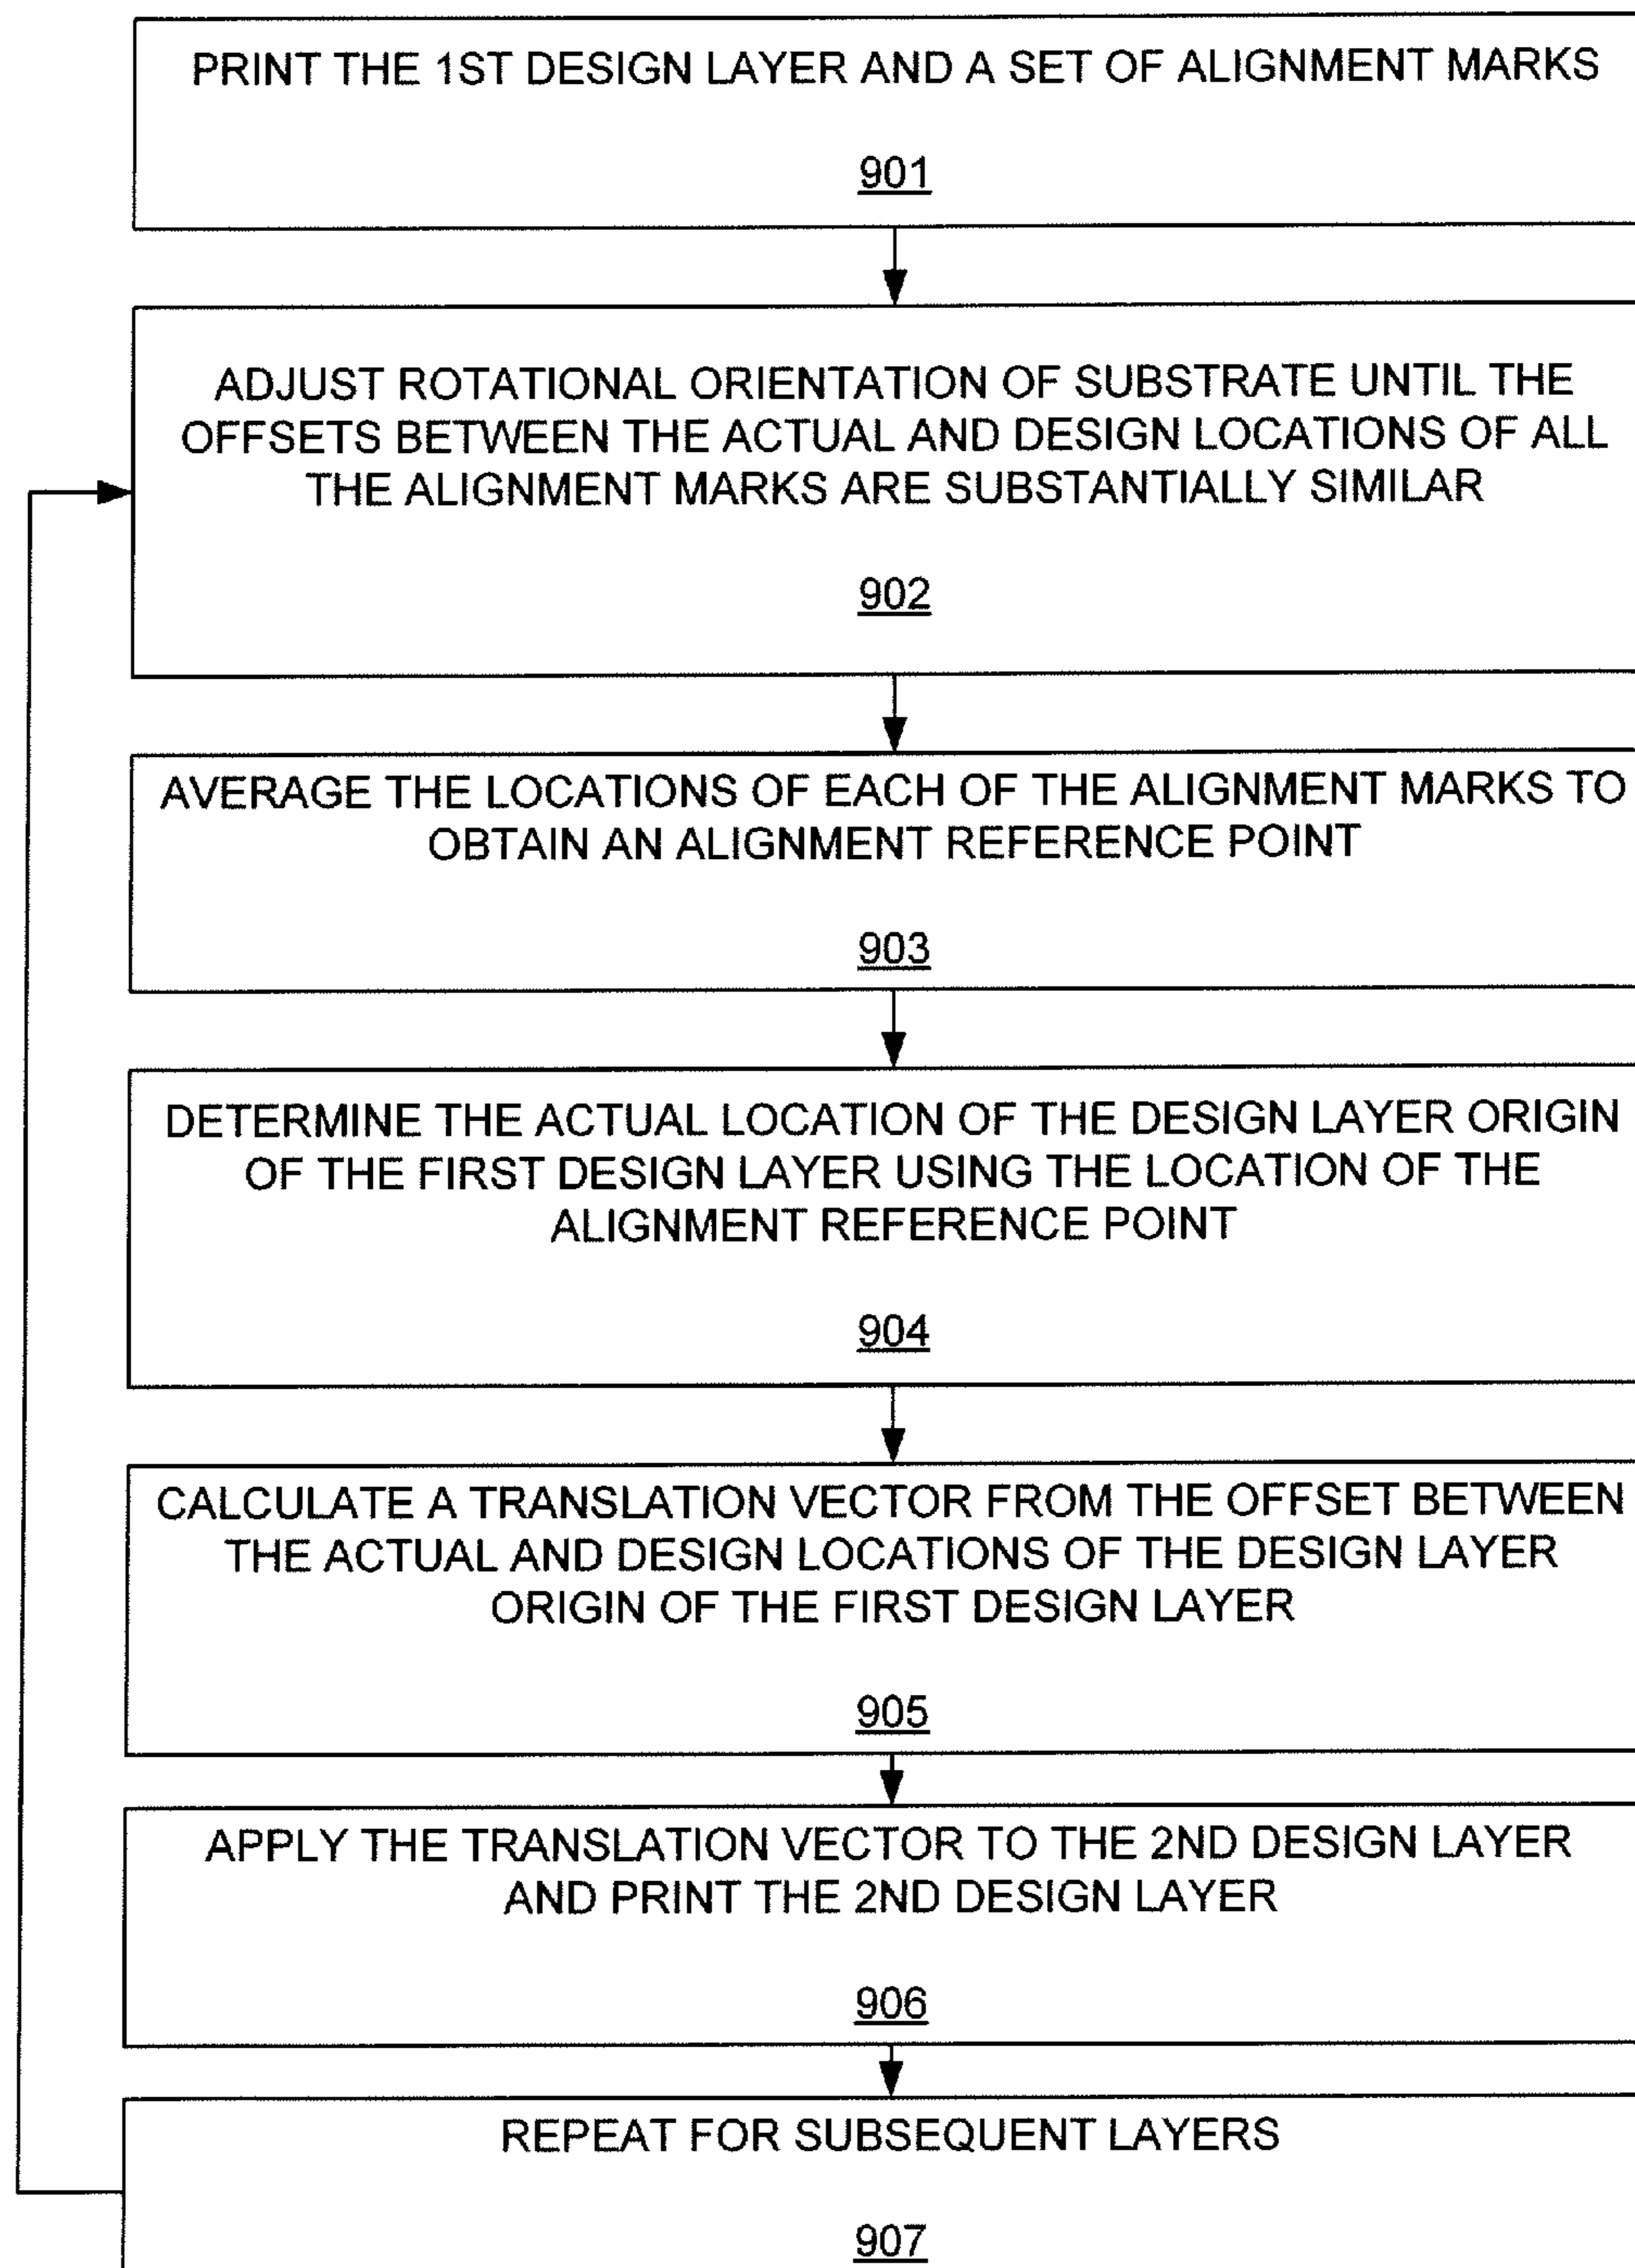 PRINT THE 1ST DESIGN LAYER AND A SET OF ALIGNMENT MARKS
901
ADJUST ROTATIONAL ORIENTATION OF SUBSTRATE UNTIL THE
OFFSETS BETWEEN THE ACTUAL AND DESIGN LOCATIONS OF ALL
THE ALIGNMENT MARKS ARE SUBSTANTIALLY SIMILAR
902
AVERAGE THE LOCATIONS OF EACH OF THE ALIGNMENT MARKS TO
OBTAIN AN ALIGNMENT REFERENCE POINT
903
DETERMINE THE ACTUAL LOCATION OF THE DESIGN LAYER ORIGIN
OF THE FIRST DESIGN LAYER USING THE LOCATION OF THE
ALIGNMENT REFERENCE POINT
904
CALCULATE A TRANSLATION VECTOR FROM THE OFFSET BETWEEN
THE ACTUAL AND DESIGN LOCATIONS OF THE DESIGN LAYER
ORIGIN OF THE FIRST DESIGN LAYER
905
APPLY THE TRANSLATION VECTOR TO THE 2ND DESIGN LAYER
AND PRINT THE 2ND DESIGN LAYER
906
REPEAT FOR SUBSEQUENT LAYERS
907